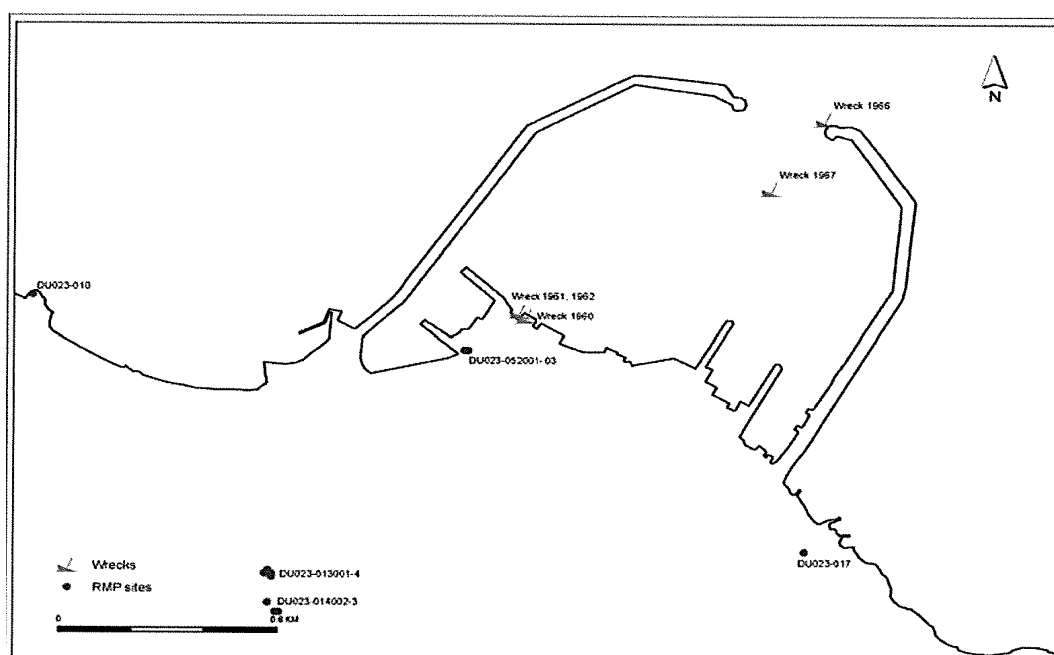 N
Wreck 1966
Wreck 1967
DU023-010
Wreck 1961, 1962
Wreck 1960
DU023-052001-03
DU023-017
Wrecks
RMP sites
DU023-013001-4
DU023-014002-3
0
0.6 KM